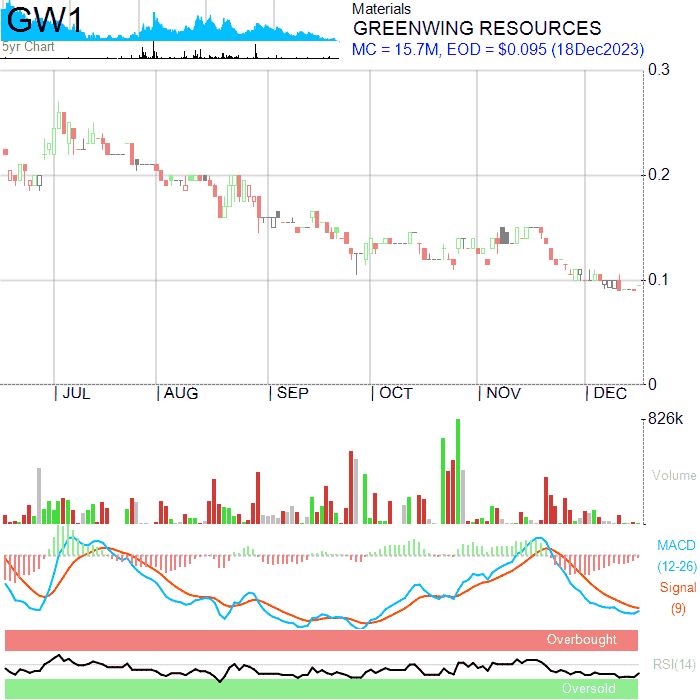 GW1
5yr Chart
Materials
GREENWING RESOURCES
MC = 15.7M, EOD = $0.095 (18Dec2023)
0.3
0.2
0.1
0
JUL AUG SEP OCT NOV DEC
826k
Volume
MACD
(12-26)
Signal
(9)
Overbought
RSI(14)
Oversold